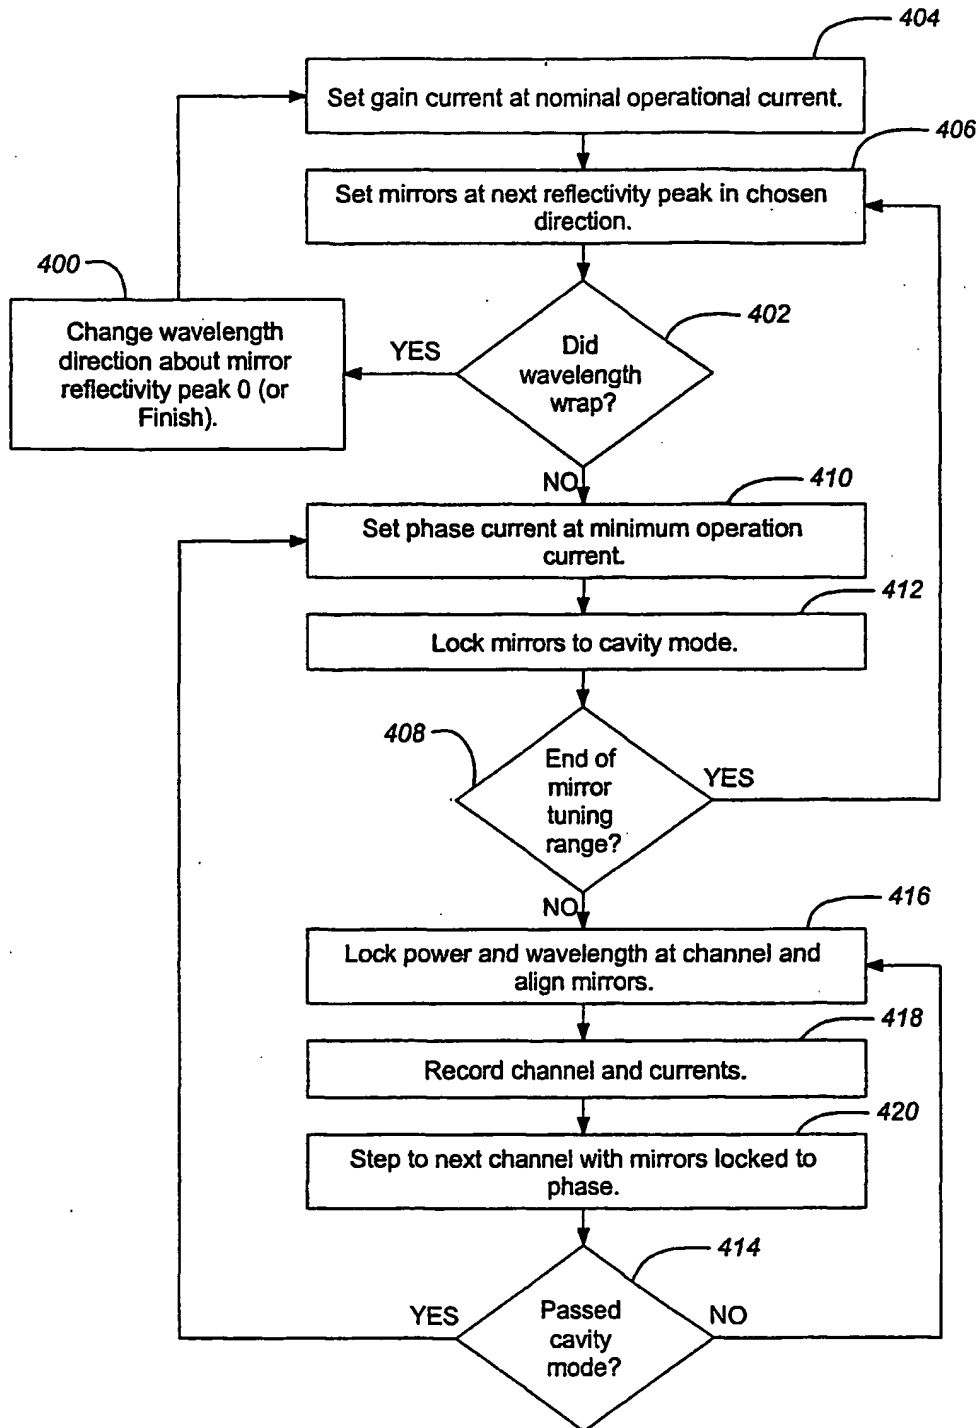 404
Set gain current at nominal operational current.
406
Set mirrors at next reflectivity peak in chosen
direction.
400
Change wavelength
direction about mirror
reflectivity peak 0 (or
Finish).
YES
402
Did
wavelength
wrap?
NO
410
Set phase current at minimum operation
current.
412
Lock mirrors to cavity mode.
408
End of
mirror
tuning
range?
YES
NO
416
Lock power and wavelength at channel and
align mirrors.
418
Record channel and currents.
420
Step to next channel with mirrors locked to
phase.
414
YES
Passed
cavity
mode?
NO